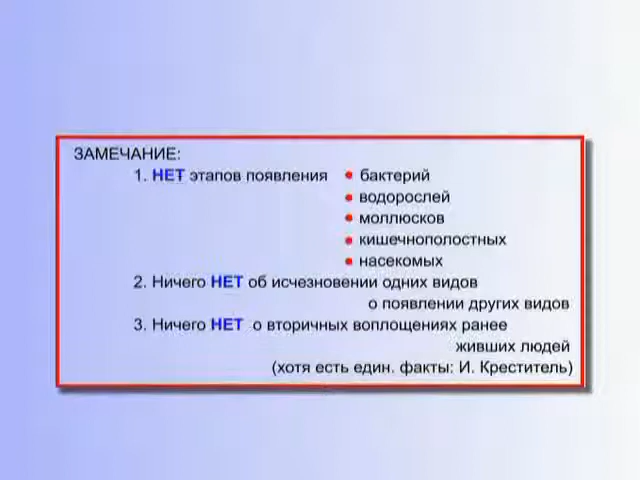 ЗАМЕЧАНИЕ:
1. НЕТ этапов появления • бактерий
• водорослей
• моллюсков
• кишечнополостных
• насекомых
2. Ничего НЕТ об исчезновении одних видов
о появлении других видов
3. Ничего НЕТ о вторичных воплощениях ранее
живших людей
(хотя есть един. факты: И. Креститель)